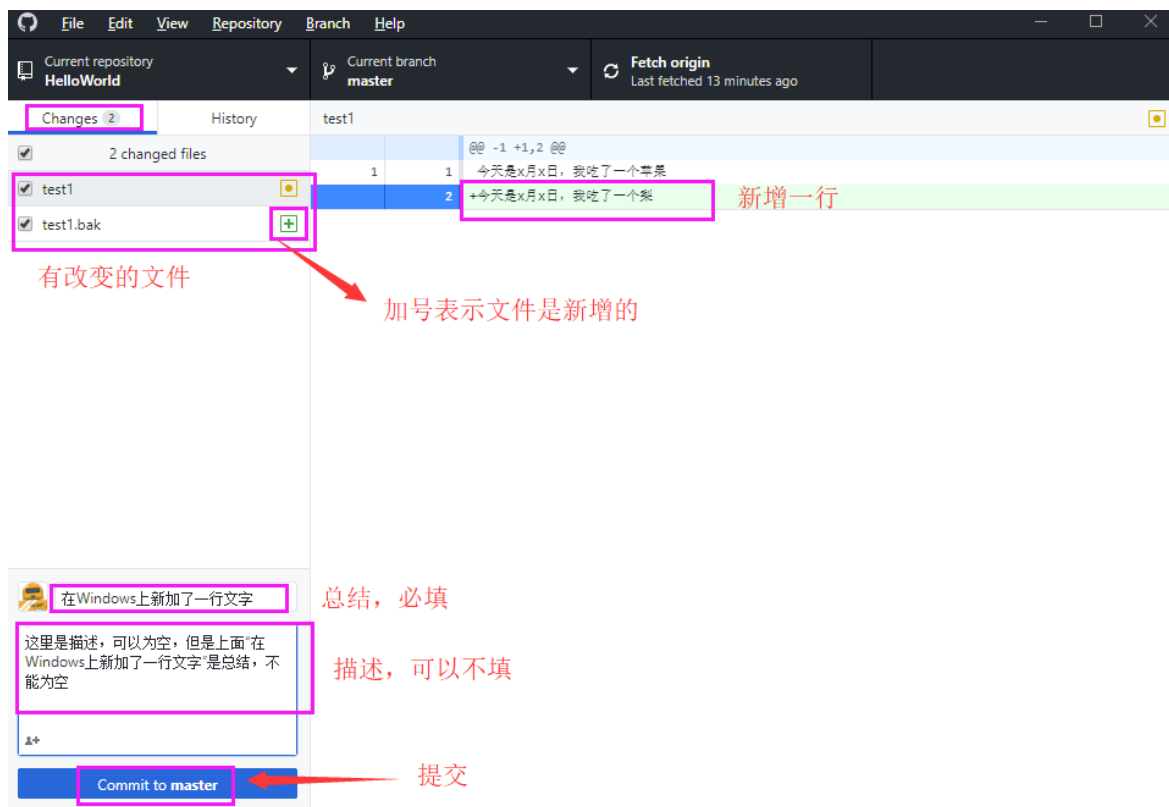 File Edit View Repository Branch Help
Current repository
HelloWorld
Current branch
master
Fetch origin
Last fetched 13 minutes ago
Changes 2
History
test1
2 changed files
@@ -1 +1,2 @@
1 1 今天是x月x日，我吃了一个苹果
2 +今天是x月x日，我吃了一个梨
新增一行
test1
test1.bak
有改变的文件
加号表示文件是新增的
在Windows上新加了一行文字
总结，必填
这里是描述，可以为空，但是上面"在
Windows上新加了一行文字"是总结，不
能为空
描述，可以不填
Commit to master
提交